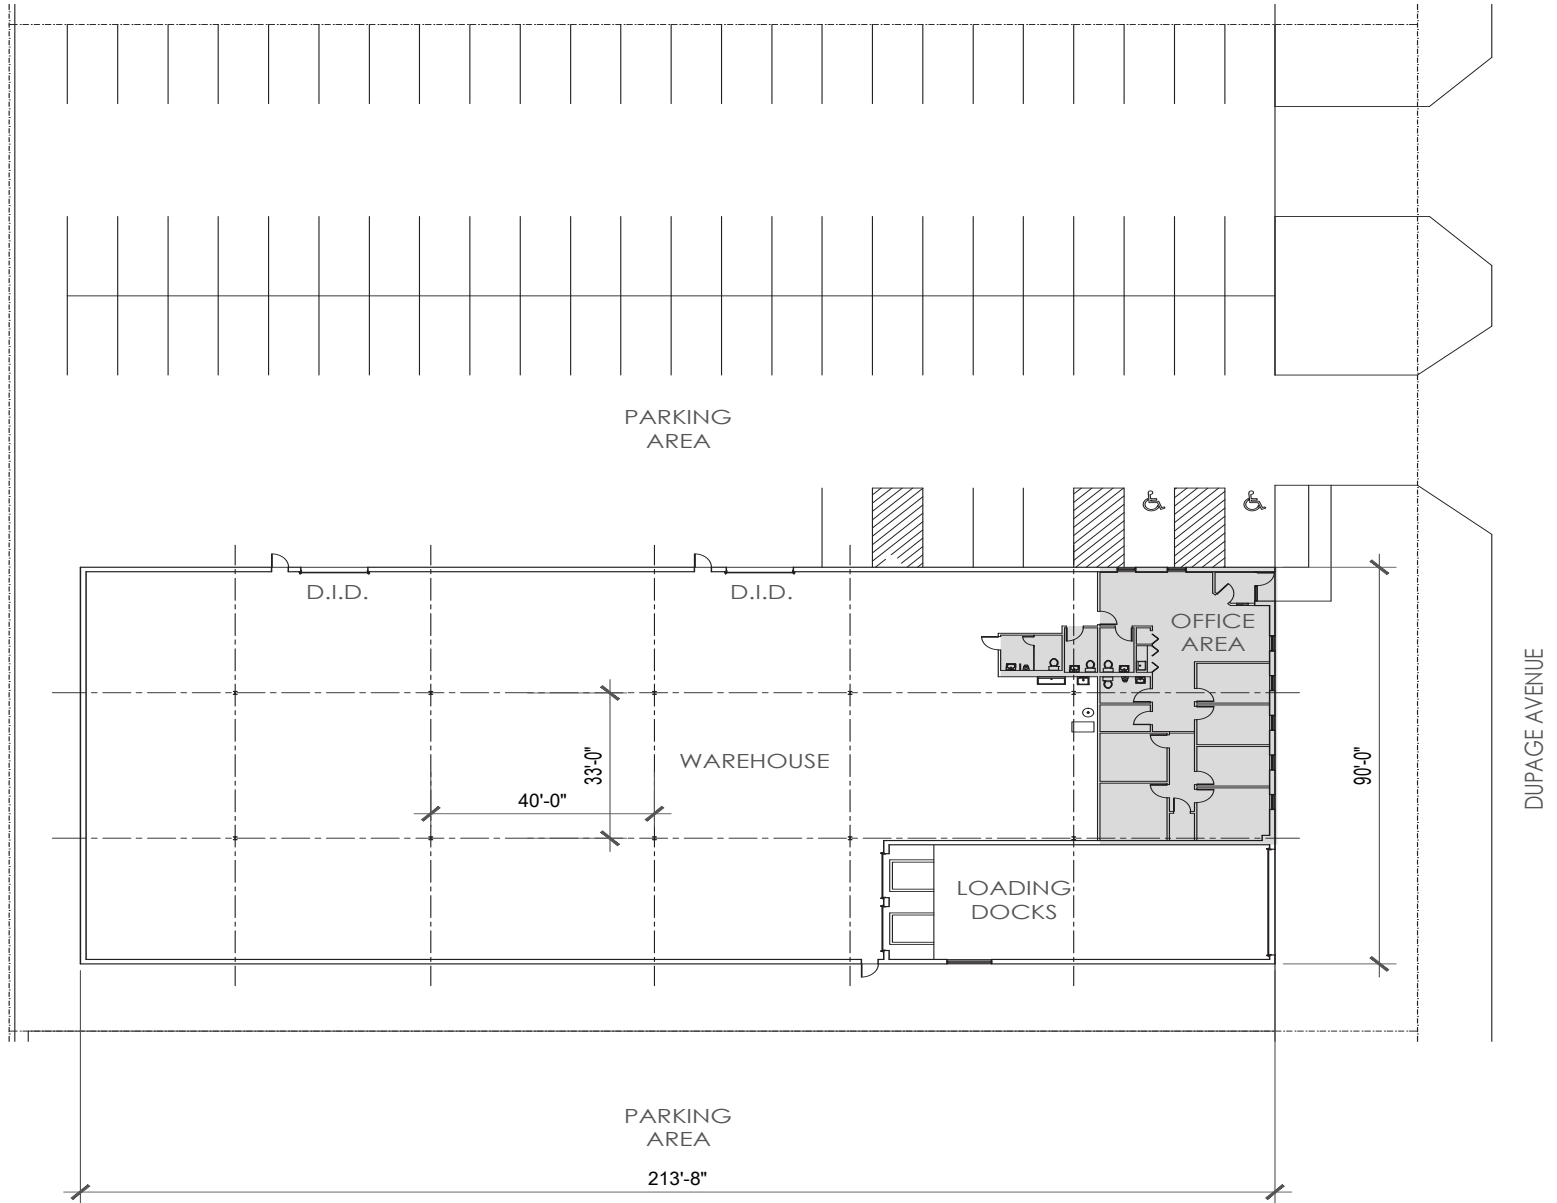 PARKING
AREA
D.I.D.
D.I.D.
OFFICE
AREA
33'-0"
WAREHOUSE
40'-0"
90'-0"
DUPAGE AVENUE
LOADING
DOCKS
PARKING
AREA
213'-8"